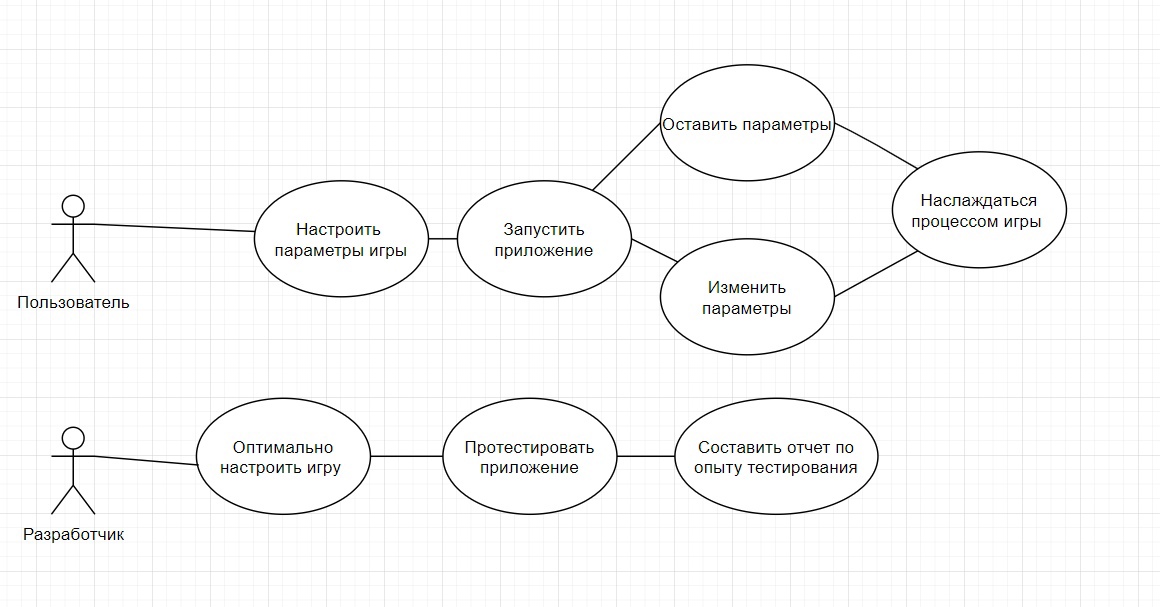 Оставить параметры
Наслаждаться
процессом игры
Настроить
параметры игры
Запустить
приложение
Изменить
параметры
Пользователь
Оптимально
настроить игру
Протестировать
приложение
Составить отчет по
опыту тестирования
Разработчик